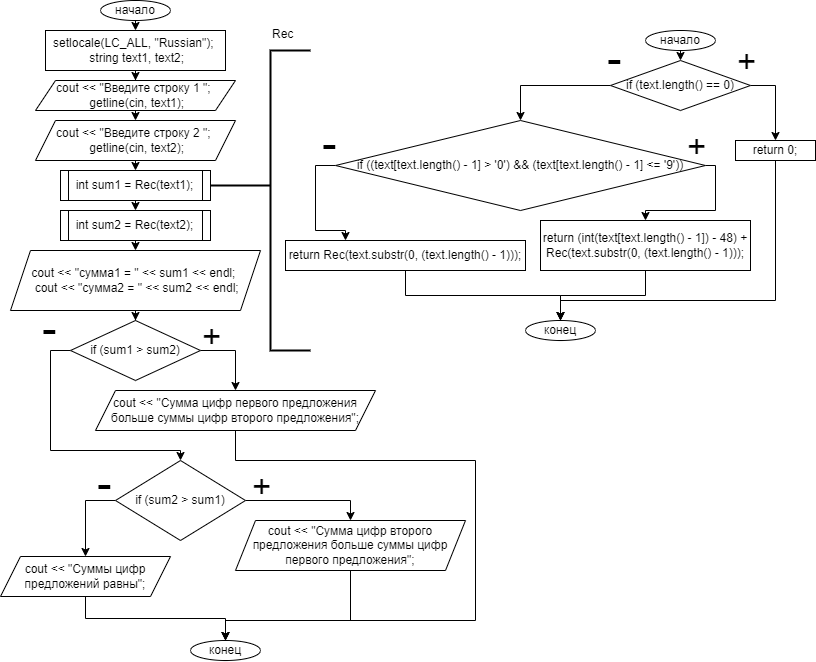 начало
setlocale(LC_ALL, "Russian");
string text1, text2;
cout << "Введите строку 1 ";
getline(cin, text1);
cout << "Введите строку 2 ";
getline(cin, text2);
int sum1 = Rec(text1);
int sum2 = Rec(text2);
cout << "сумма1 = " << sum1 << endl;
cout << "сумма2 = " << sum2 << endl;
-
+
if (sum1 > sum2)
cout << "Сумма цифр первого предложения
больше суммы цифр второго предложения";
-
+
if (sum2 > sum1)
cout << "Сумма цифр второго
предложения больше суммы цифр
первого предложения";
cout << "Суммы цифр
предложений равны";
конец
Rec
начало
-
+
if (text.length() == 0)
return 0;
-
+
if ((text[text.length() - 1] > '0') && (text[text.length() - 1] <= '9'))
return Rec(text.substr(0, (text.length() - 1)));
return (int(text[text.length() - 1]) - 48) +
Rec(text.substr(0, (text.length() - 1)));
конец